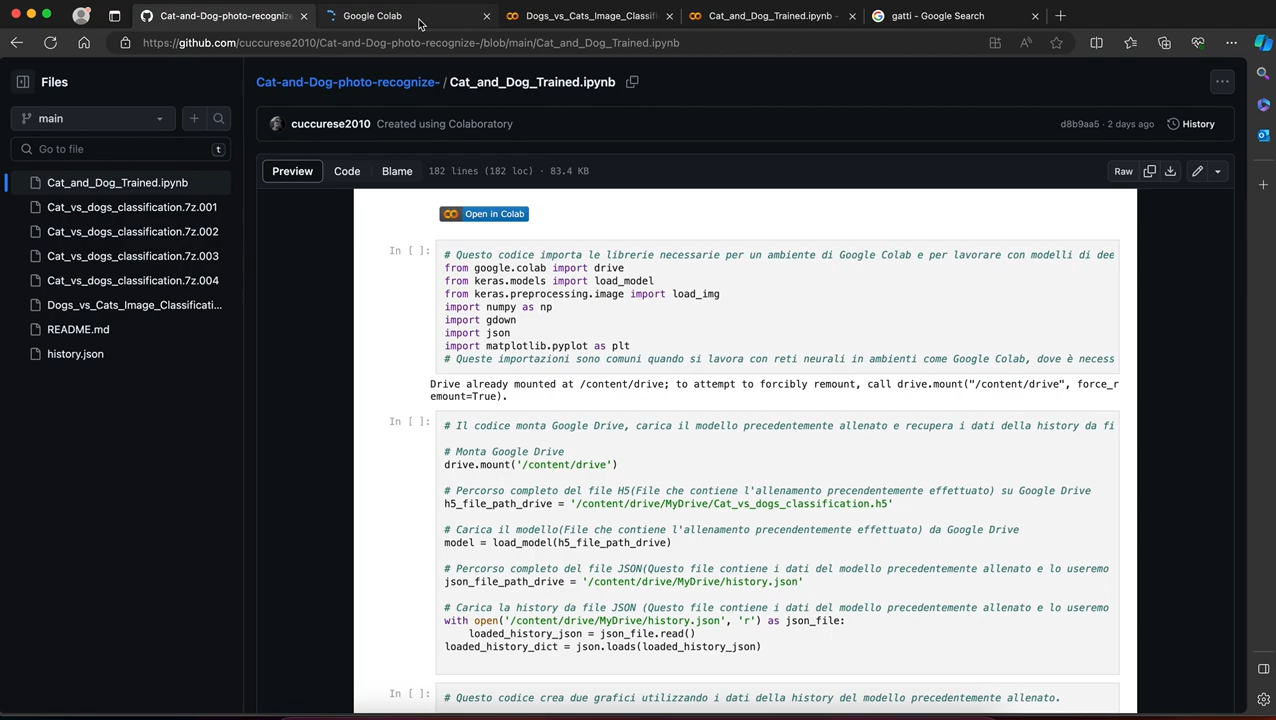 Cat-and-Dog-photo-recognize-
Google Colab
Dogs_vs_Cats_Image_Classifi
Cat_and_Dog_Trained.ipynb -
gatti - Google Search
https://github.com/cuccurese2010/Cat-and-Dog-photo-recognize-/blob/main/Cat_and_Dog_Trained.ipynb
Files
Cat-and-Dog-photo-recognize- / Cat_and_Dog_Trained.ipynb
main
cuccurese2010 Created using Colaboratory
d8b9aa5 · 2 days ago
History
Go to file
t
Preview
Code
Blame
182 lines (182 loc) · 83.4 KB
Raw
Cat_and_Dog_Trained.ipynb
Cat_vs_dogs_classification.7z.001
Cat_vs_dogs_classification.7z.002
Cat_vs_dogs_classification.7z.003
Cat_vs_dogs_classification.7z.004
Dogs_vs_Cats_Image_Classificati...
README.md
history.json
Open in Colab
In [ ]:
# Questo codice importa le librerie necessarie per un ambiente di Google Colab e per lavorare con modelli di dee
from google.colab import drive
from keras.models import load_model
from keras.preprocessing.image import load_img
import numpy as np
import gdown
import json
import matplotlib.pyplot as plt
# Queste importazioni sono comuni quando si lavora con reti neurali in ambienti come Google Colab, dove è necess
Drive already mounted at /content/drive; to attempt to forcibly remount, call drive.mount("/content/drive", force_r
emount=True).
In [ ]:
# Il codice monta Google Drive, carica il modello precedentemente allenato e recupera i dati della history da fi
# Monta Google Drive
drive.mount('/content/drive')
# Percorso completo del file H5(File che contiene l'allenamento precendentemente effettuato) su Google Drive
h5_file_path_drive = '/content/drive/MyDrive/Cat_vs_dogs_classification.h5'
# Carica il modello(File che contiene l'allenamento precendentemente effettuato) da Google Drive
model = load_model(h5_file_path_drive)
# Percorso completo del file JSON(Questo file contiene i dati del modello precedentemente allenato e lo useremo
json_file_path_drive = '/content/drive/MyDrive/history.json'
# Carica la history da file JSON (Questo file contiene i dati del modello precedentemente allenato e lo useremo
with open('/content/drive/MyDrive/history.json', 'r') as json_file:
loaded_history_json = json_file.read()
loaded_history_dict = json.loads(loaded_history_json)
In [ ]:
# Questo codice crea due grafici utilizzando i dati della history del modello precedentemente allenato.